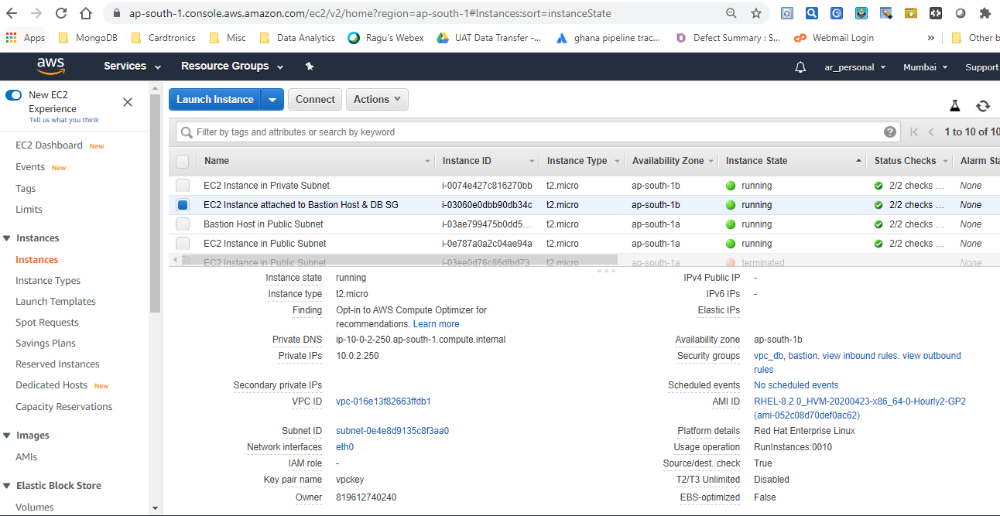 ap-south-1.console.aws.amazon.com/ec2/v2/home?region=ap-south-1#Instances:sort=instanceState
Apps MongoDB Cardtronics Misc Data Analytics Ragu's Webex UAT Data Transfer -... ghana pipeline trac... Defect Summary : S... Webmail Login » Other b
aws Services Resource Groups ar_personal Mumbai Support
New EC2
Experience
Tell us what you think
EC2 Dashboard New
Events New
Tags
Limits
Instances
Instances
Instance Types
Launch Templates
Spot Requests
Savings Plans
Reserved Instances
Dedicated Hosts New
Capacity Reservations
Images
AMIs
Elastic Block Store
Volumes
Launch Instance Connect Actions
Filter by tags and attributes or search by keyword ? 1 to 10 of 10
Name Instance ID Instance Type Availability Zone Instance State Status Checks Alarm Sta
EC2 Instance in Private Subnet i-0074e427c816270bb t2.micro ap-south-1b running 2/2 checks ... None
EC2 Instance attached to Bastion Host & DB SG i-03060e0dbb90db34c t2.micro ap-south-1b running 2/2 checks ... None
Bastion Host in Public Subnet i-03ae799475b0dd5... t2.micro ap-south-1a running 2/2 checks ... None
EC2 Instance in Public Subnet i-0e787a0a2c04ae94a t2.micro ap-south-1a running 2/2 checks ... None
EC2 Instance in Public Subnet i-03ee0d76c86dfbd73 t2.micro ap-south-1a terminated None
Instance state running IPv4 Public IP -
Instance type t2.micro IPv6 IPs -
Finding Opt-in to AWS Compute Optimizer for Elastic IPs
recommendations. Learn more
Private DNS ip-10-0-2-250.ap-south-1.compute.internal Availability zone ap-south-1b
Private IPs 10.0.2.250 Security groups vpc_db, bastion. view inbound rules. view outbound
rules
Secondary private IPs Scheduled events No scheduled events
VPC ID vpc-016e13f82663ffdb1 AMI ID RHEL-8.2.0_HVM-20200423-x86_64-0-Hourly2-GP2
(ami-052c08d70def0ac62)
Subnet ID subnet-0e4e8d9135c8f3aa0 Platform details Red Hat Enterprise Linux
Network interfaces eth0 Usage operation RunInstances:0010
IAM role - Source/dest. check True
Key pair name vpckey T2/T3 Unlimited Disabled
Owner 819612740240 EBS-optimized False